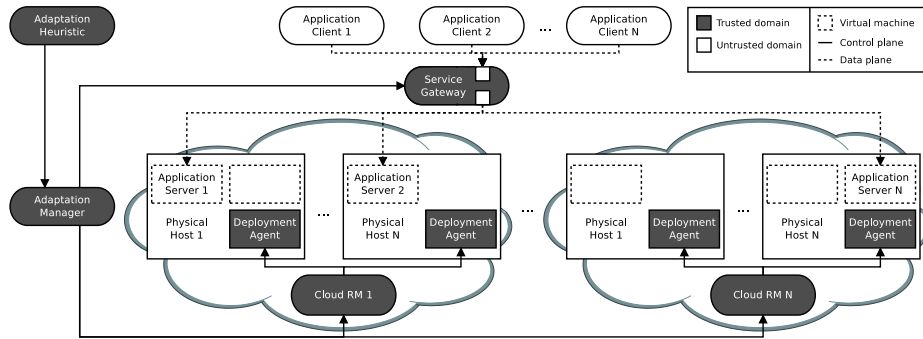 Adaptation
Heuristic
Application
Client 1
Application
Client 2
...
Application
Client N
Trusted domain
Untrusted domain
Virtual machine
Control plane
Data plane
Service
Gateway
Adaptation
Manager
Application
Server 1
Physical
Host 1
Deployment
Agent
...
Application
Server 2
Physical
Host N
Deployment
Agent
...
Physical
Host 1
Deployment
Agent
...
Application
Server N
Physical
Host N
Deployment
Agent
Cloud RM 1
Cloud RM N